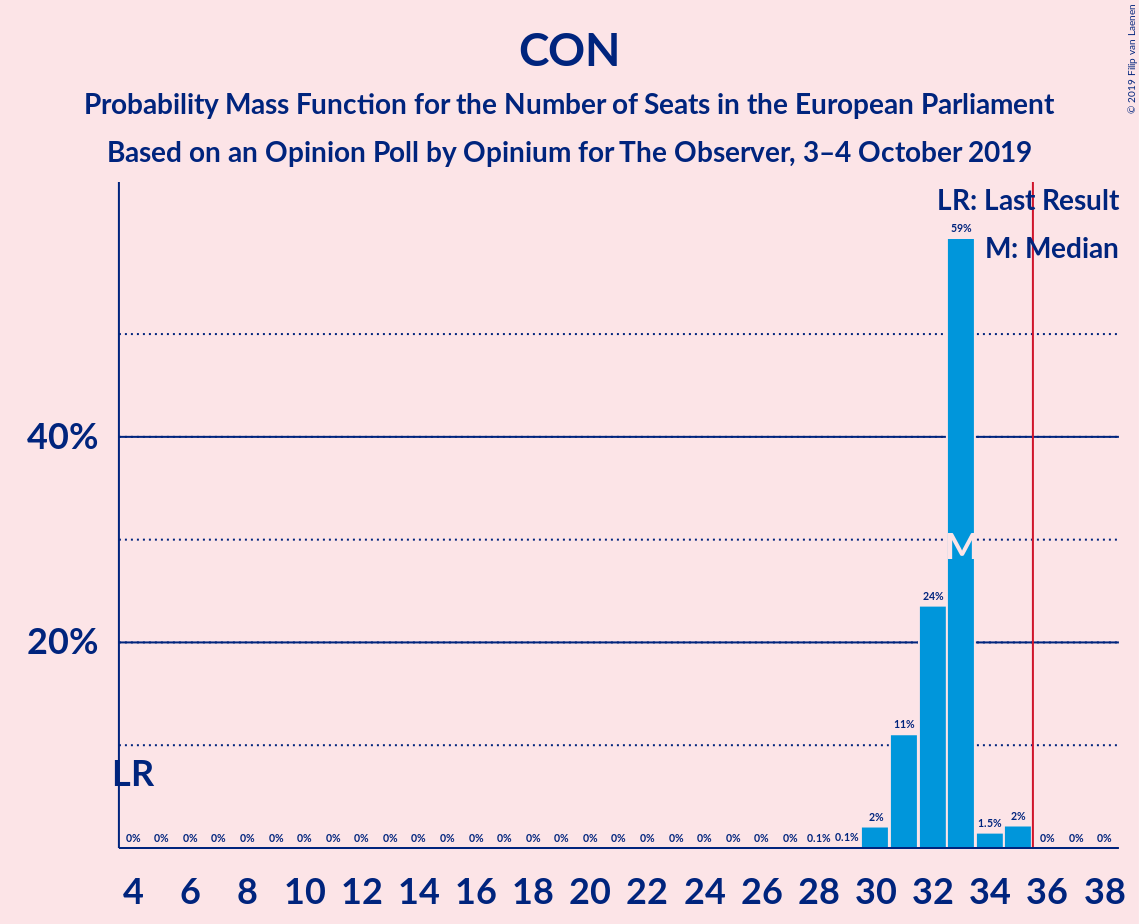 CON
Probability Mass Function for the Number of Seats in the European Parliament
Based on an Opinion Poll by Opinium for The Observer, 3–4 October 2019
© 2019 Filip van Laenen
LR: Last Result
M: Median
59%
40%
M
24%
20%
11%
LR
0% 0% 0% 0% 0% 0% 0% 0% 0% 0% 0% 0% 0% 0% 0% 0% 0% 0% 0% 0% 0% 0% 0% 0% 0.1% 0.1% 2% 1.5% 2% 0% 0% 0%
4 6 8 10 12 14 16 18 20 22 24 26 28 30 32 34 36 38